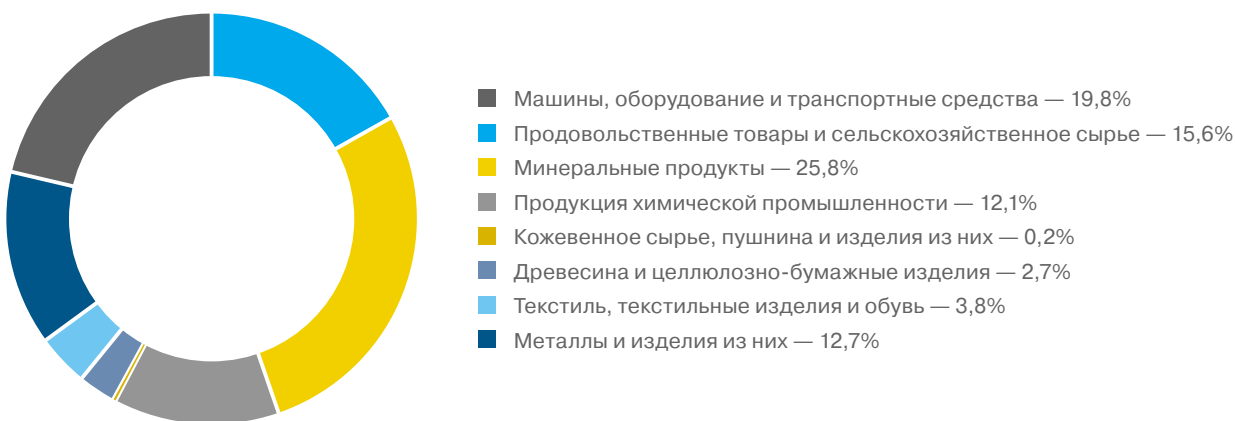 Машины, оборудование и транспортные средства — 19,8%
Продовольственные товары и сельскохозяйственное сырье — 15,6%
Минеральные продукты — 25,8%
Продукция химической промышленности — 12,1%
Кожевенное сырье, пушнина и изделия из них — 0,2%
Древесина и целлюлозно-бумажные изделия — 2,7%
Текстиль, текстильные изделия и обувь — 3,8%
Металлы и изделия из них — 12,7%